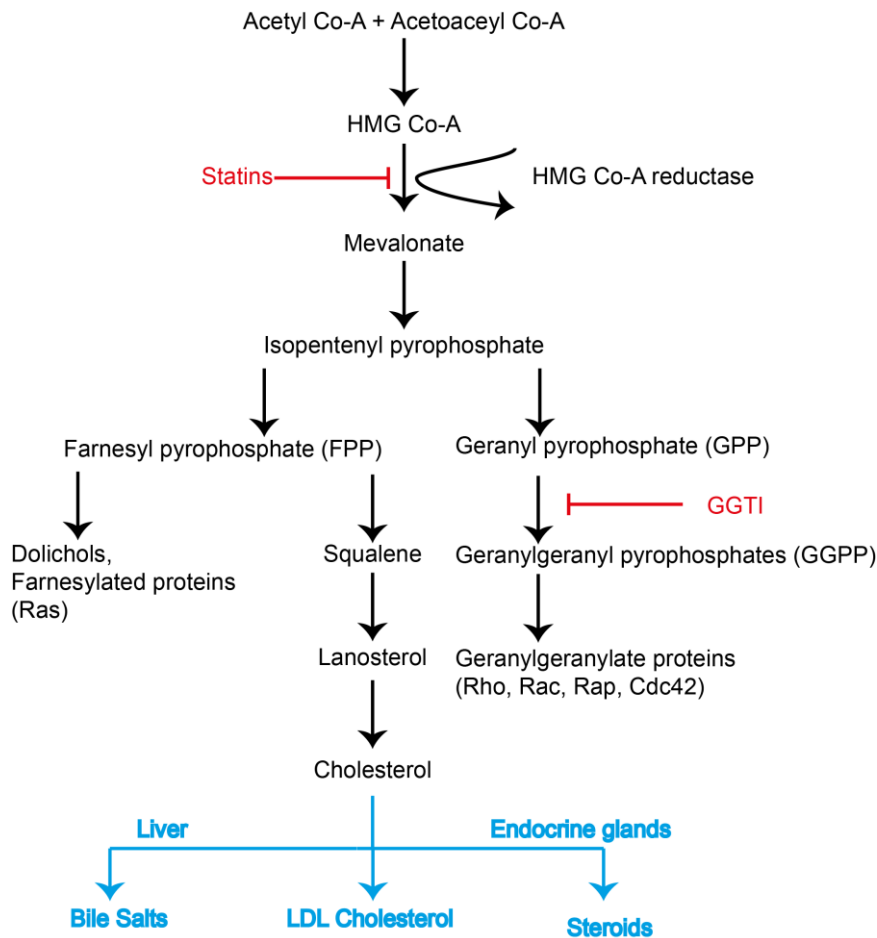 Acetyl Co-A + Acetoaceyl Co-A
HMG Co-A
Statins
HMG Co-A reductase
Mevalonate
Isopentenyl pyrophosphate
Farnesyl pyrophosphate (FPP)
Geranyl pyrophosphate (GPP)
GGTI
Dolichols,
Farnesylated proteins
(Ras)
Squalene
Geranylgeranyl pyrophosphates (GGPP)
Lanosterol
Geranylgeranylate proteins
(Rho, Rac, Rap, Cdc42)
Cholesterol
Liver
Endocrine glands
Bile Salts
LDL Cholesterol
Steroids